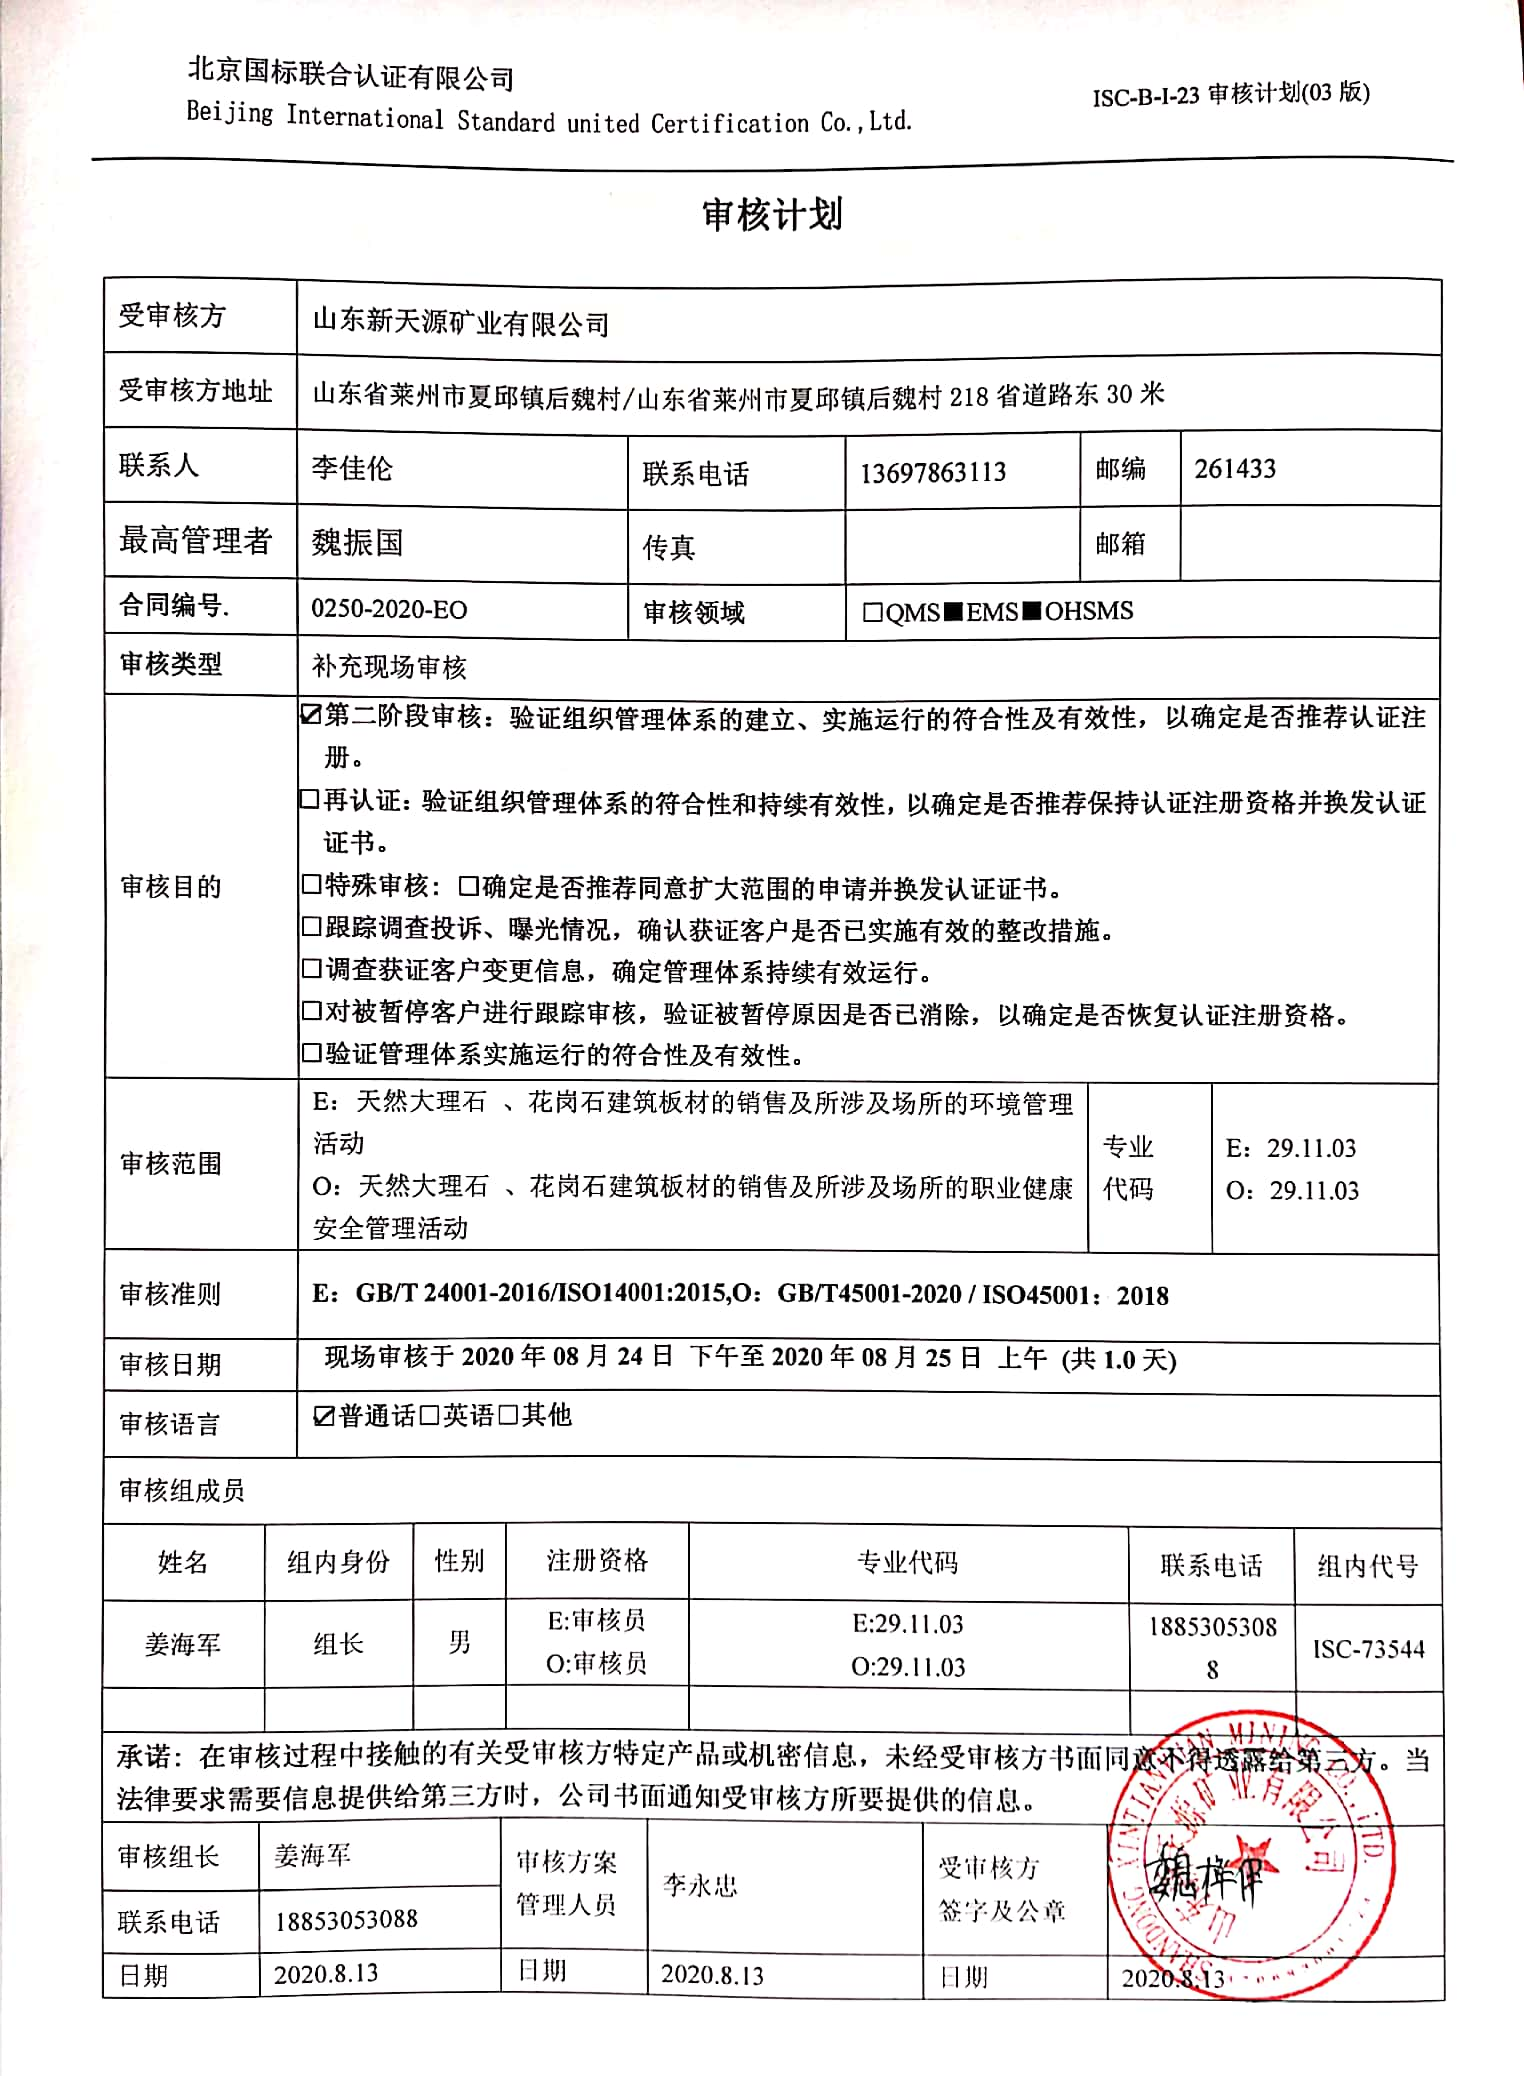 北京国标联合认证有限公司
Beijing International Standard united Certification Co.,Ltd.
ISC-B-I-23 审核计划(03 版)
审核计划
受审核方 山东新天源矿业有限公司
受审核方地址 山东省莱州市夏邱镇后魏村/山东省莱州市夏邱镇后魏村 218 省道路东 30 米
联系人 李佳伦 联系电话 13697863113 邮编 261433
最高管理者 魏振国 传真 邮箱
合同编号. 0250-2020-EO 审核领域 □QMS■EMS■OHSMS
审核类型 补充现场审核
审核目的
☑第二阶段审核：验证组织管理体系的建立、实施运行的符合性及有效性，以确定是否推荐认证注
册。
□再认证：验证组织管理体系的符合性和持续有效性，以确定是否推荐保持认证注册资格并换发认证
证书。
□特殊审核：□确定是否推荐同意扩大范围的申请并换发认证证书。
□跟踪调查投诉、曝光情况，确认获证客户是否已实施有效的整改措施。
□调查获证客户变更信息，确定管理体系持续有效运行。
□对被暂停客户进行跟踪审核，验证被暂停原因是否已消除，以确定是否恢复认证注册资格。
□验证管理体系实施运行的符合性及有效性。
审核范围
E：天然大理石 、花岗石建筑板材的销售及所涉及场所的环境管理
活动
O：天然大理石 、花岗石建筑板材的销售及所涉及场所的职业健康
安全管理活动
专业
代码
E：29.11.03
O：29.11.03
审核准则 E：GB/T 24001-2016/ISO14001:2015,O：GB/T45001-2020 / ISO45001：2018
审核日期 现场审核于 2020 年 08 月 24 日 下午至 2020 年 08 月 25 日 上午 (共 1.0 天)
审核语言 ☑普通话□英语□其他
审核组成员
姓名 组内身份 性别 注册资格 专业代码 联系电话 组内代号
姜海军 组长 男
E:审核员
O:审核员
E:29.11.03
O:29.11.03
1885305308
8
ISC-73544
承诺：在审核过程中接触的有关受审核方特定产品或机密信息，未经受审核方书面同意不得透露给第三方。当
法律要求需要信息提供给第三方时，公司书面通知受审核方所要提供的信息。
审核组长 姜海军
审核方案
管理人员
李永忠
受审核方
签字及公章
联系电话 18853053088
日期 2020.8.13 日期 2020.8.13 日期 2020.8.13
SHANDONG XINTIANYUAN MINING CO., LTD.
山东新天源矿业有限公司